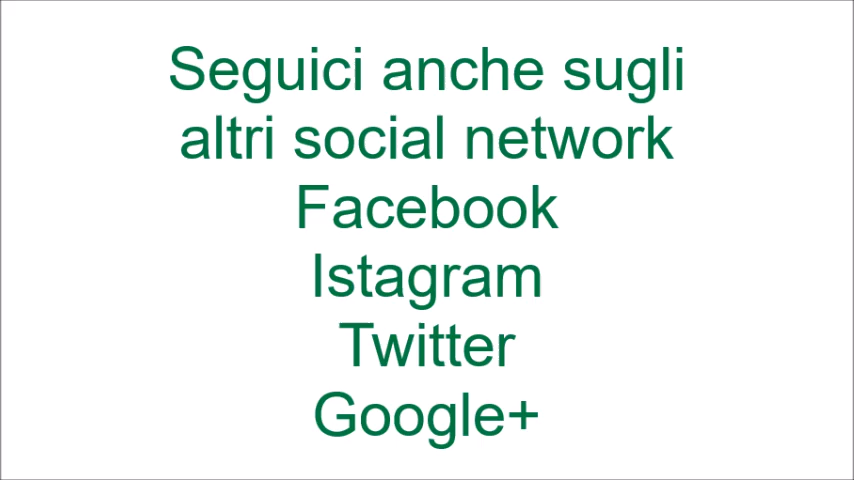 Seguici anche sugli
altri social network
Facebook
Istagram
Twitter
Google+